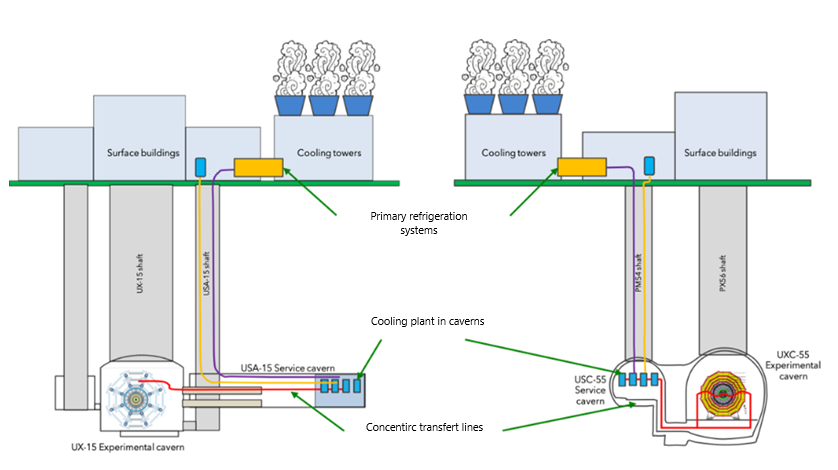 Surface buildings
Cooling towers
Cooling towers
Surface buildings
Primary refrigeration
systems
UX-15 shaft
USA-15 shaft
PM54 shaft
PX56 shaft
Cooling plant in caverns
USA-15 Service cavern
UXC-55
Experimental
cavern
USC-55
Service
cavern
Concentirc transfert lines
UX-15 Experimental cavern